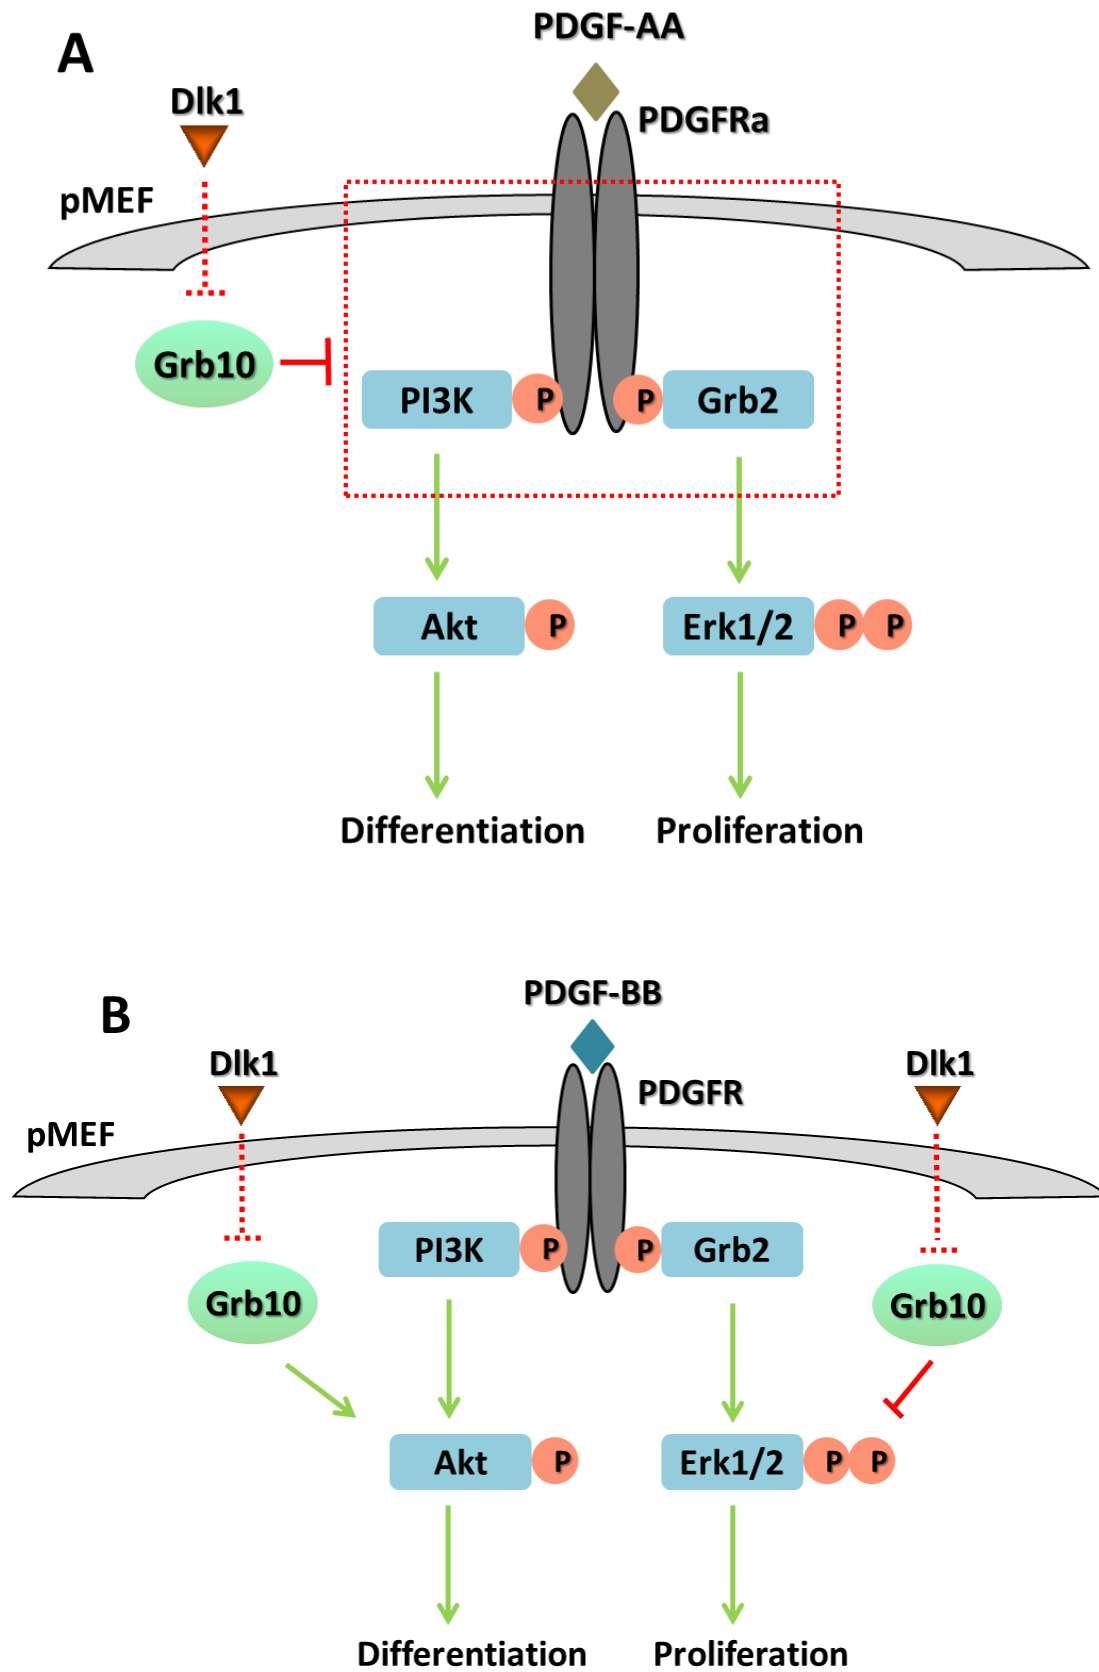 A
PDGF-AA
Dlk1
PDGFRa
pMEF
Grb10
PI3K
P
P
Grb2
Akt
P
Erk1/2
P
P
Differentiation
Proliferation
B
PDGF-BB
Dlk1
Dlk1
PDGFR
pMEF
PI3K
P
P
Grb2
Grb10
Grb10
Akt
P
Erk1/2
P
P
Differentiation
Proliferation